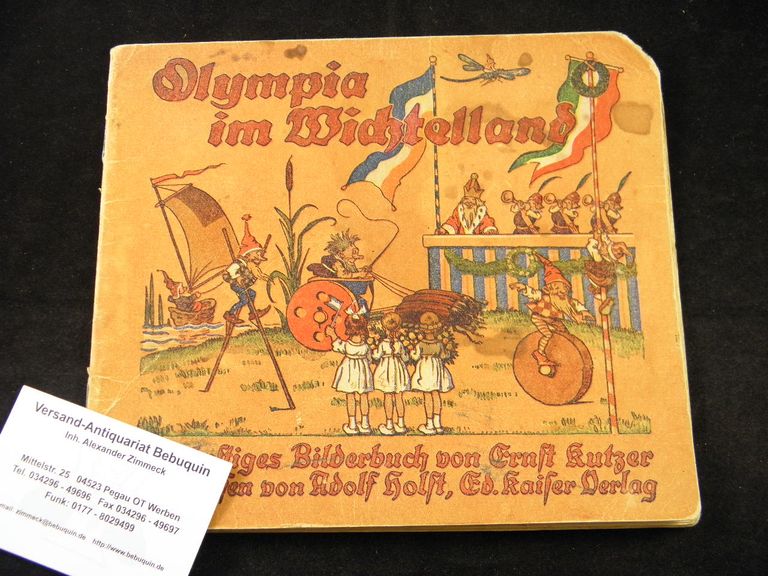 Olympia
im Wichtelland
Bilderbuch von Ernst Kutzer
von Adolf Holst, Ed. Kaiser Verlag
Versand-Antiquariat Bebuquin
Inh. Alexander Zimmeck
Mittelstr. 25 04523 Pegau OT Werben
Tel. 034296 - 49696 Fax 034296 - 49697
Funk: 0177 - 8029499
email: zimmeck@bebuquin.de http://www.bebuquin.de